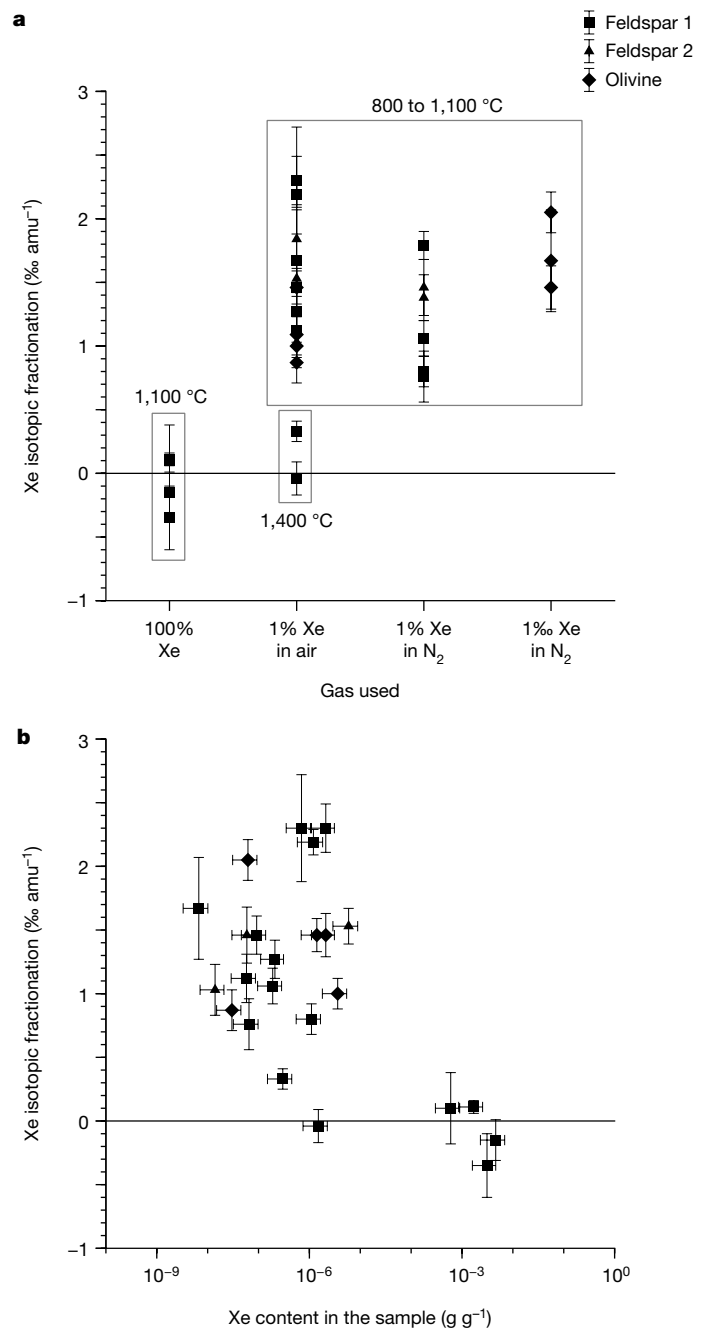 a
Feldspar 1
Feldspar 2
Olivine
3
2
1
0
−1
Xe isotopic fractionation (‰ amu⁻¹)
800 to 1,100 °C
1,100 °C
1,400 °C
100%
Xe
1% Xe
in air
1% Xe
in N₂
1‰ Xe
in N₂
Gas used
b
3
2
1
0
−1
Xe isotopic fractionation (‰ amu⁻¹)
10⁻⁹
10⁻⁶
10⁻³
10⁰
Xe content in the sample (g g⁻¹)